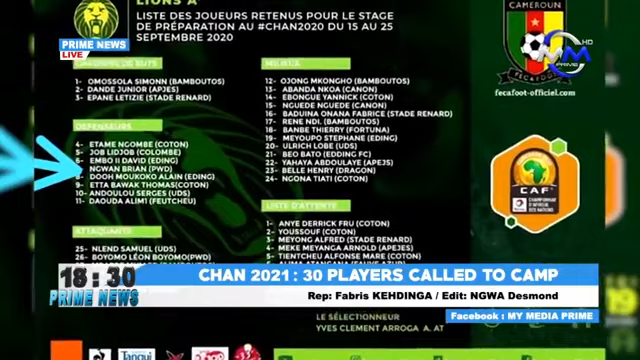 LIONS A'
LISTE DES JOUEURS RETENUS POUR LE STAGE
DE PRÉPARATION AU #CHAN2020 DU 15 AU 25
SEPTEMBRE 2020
PRIME NEWS
LIVE
CAMEROUN
FECAFOOT
fecafoot-officiel.com
HD
PRIME
GARDIENS DE BUTS
1- OMOSSOLA SIMONN (BAMBOUTOS)
2- DANDE JUNIOR (APJES)
3- EPANE LETIZIE (STADE RENARD)
DEFENSEURS
4- ETAME NGOMBE (COTON)
5- JOB LIDJOB (COLOMBE)
6- EMBO II DAVID (EDING)
NGWAN BRIAN (PWD)
8- DOOH MOUKOKO ALAIN (EDING)
9- ETTA BAWAK THOMAS(COTON)
10- ANDOULOU SERGES (UDS)
11- DAOUDA ALIMI (FEUTCHEU)
ATTAQUANTS
25- NLEND SAMUEL (UDS)
26- BOYOMO LÉON BOYOMO(PWD)
MILIEUX
12- OJONG MKONGHO (CANON)
13- ABANDA NKOA (CANON)
14- EBONGUE YANNICK (COTON)
15- NGUEDE NGUEDE (CANON)
16- BADUINA ONANA FABRICE (STADE RENARD)
17- RENE NDI. (BAMBOUTOS)
18- BANBE THIERRY (FORTUNA)
19- MEYOUPO STEPHANE (EDING)
20- ULRICH LOBE (UDS)
21- BEO BATO (EDDING FC)
22- YAHAYA ABDOULAYE (APEJS)
23- BELLE HENRY (DRAGON)
24- NGONA TIATI (COTON)
LISTE D'ATTENTE
1- ANYE DERRICK FRU (COTON)
2- YOUSSOUF (COTON)
3- MEYONG ALFRED (STADE RENARD)
4- MEKE MEYANGA ARNOLD (APEJES)
5- TIENTCHEU ALFONSE MARE (COTON)
CAF
18:30
PRIME NEWS
CHAN 2021 : 30 PLAYERS CALLED TO CAMP
Rep: Fabris KEHDINGA / Edit: NGWA Desmond
Facebook : MY MEDIA PRIME
LE SÉLECTIONNEUR
YVES CLEMENT ARROGA A. AT
19
Tangui